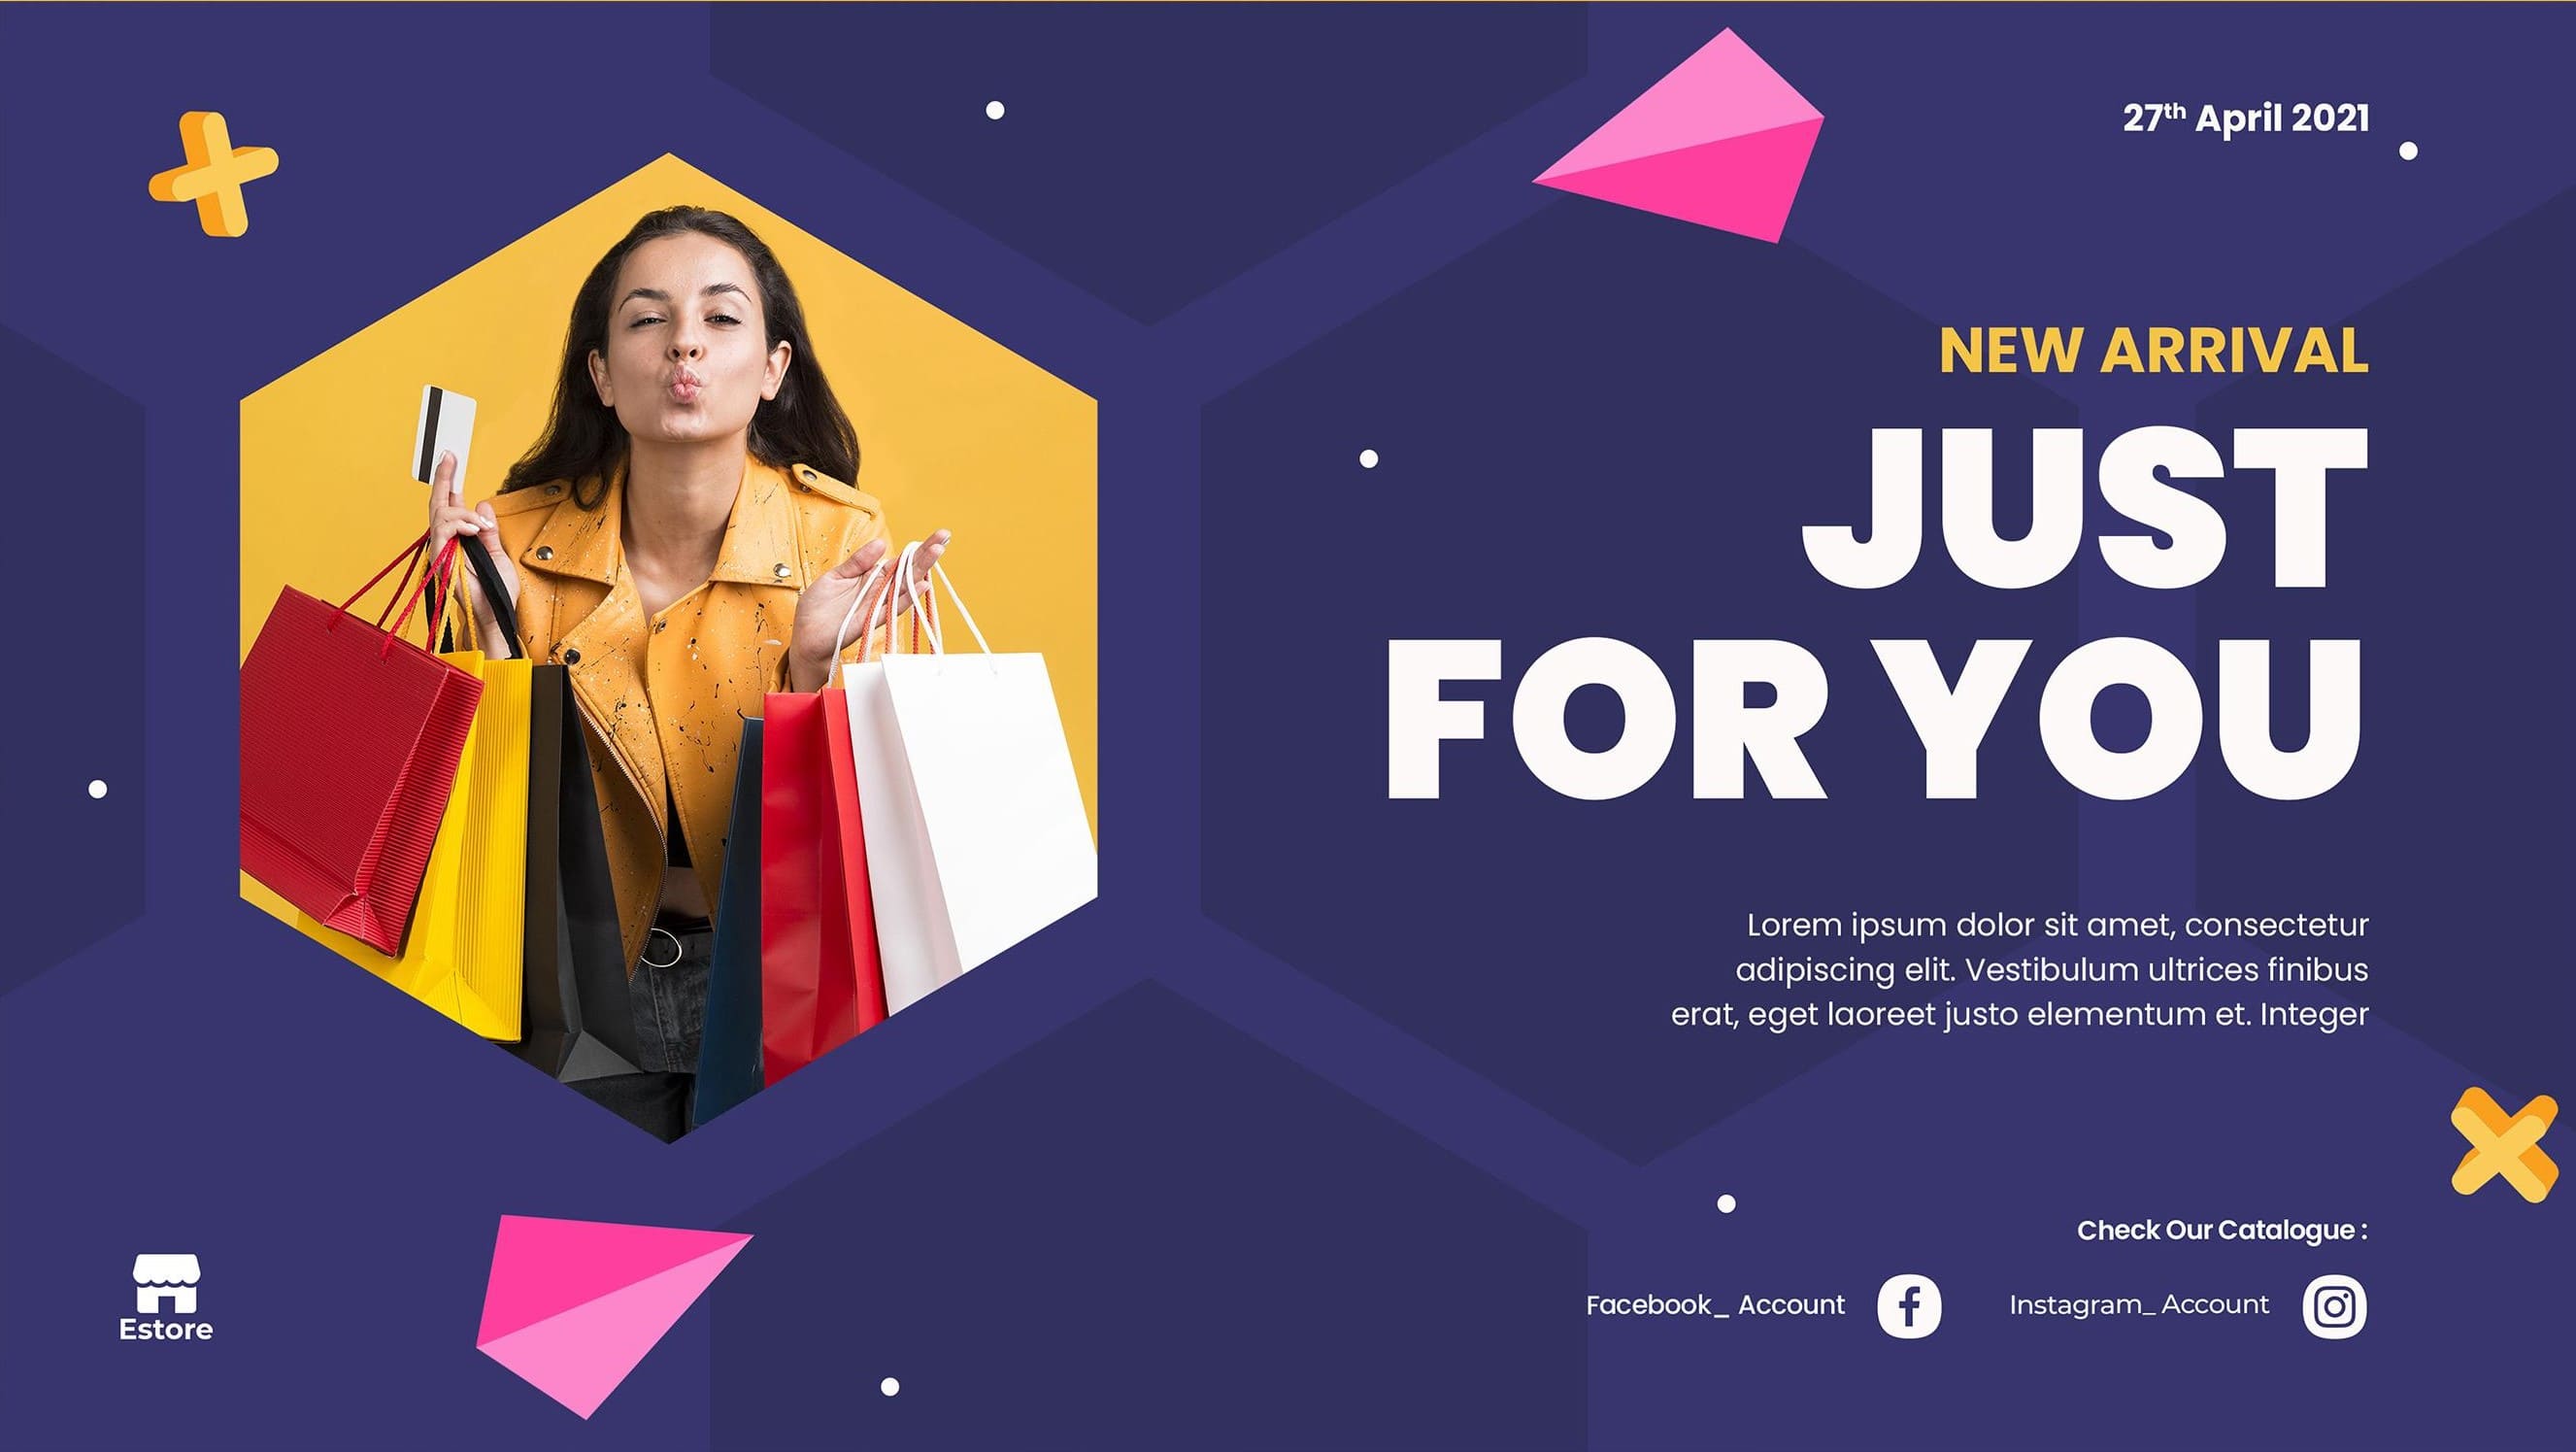 27th April 2021
NEW ARRIVAL
JUST
FOR YOU
Lorem ipsum dolor sit amet, consectetur
adipiscing elit. Vestibulum ultrices finibus
erat, eget laoreet justo elementum et. Integer
Check Our Catalogue :
Facebook_ Account
Instagram_ Account
Estore